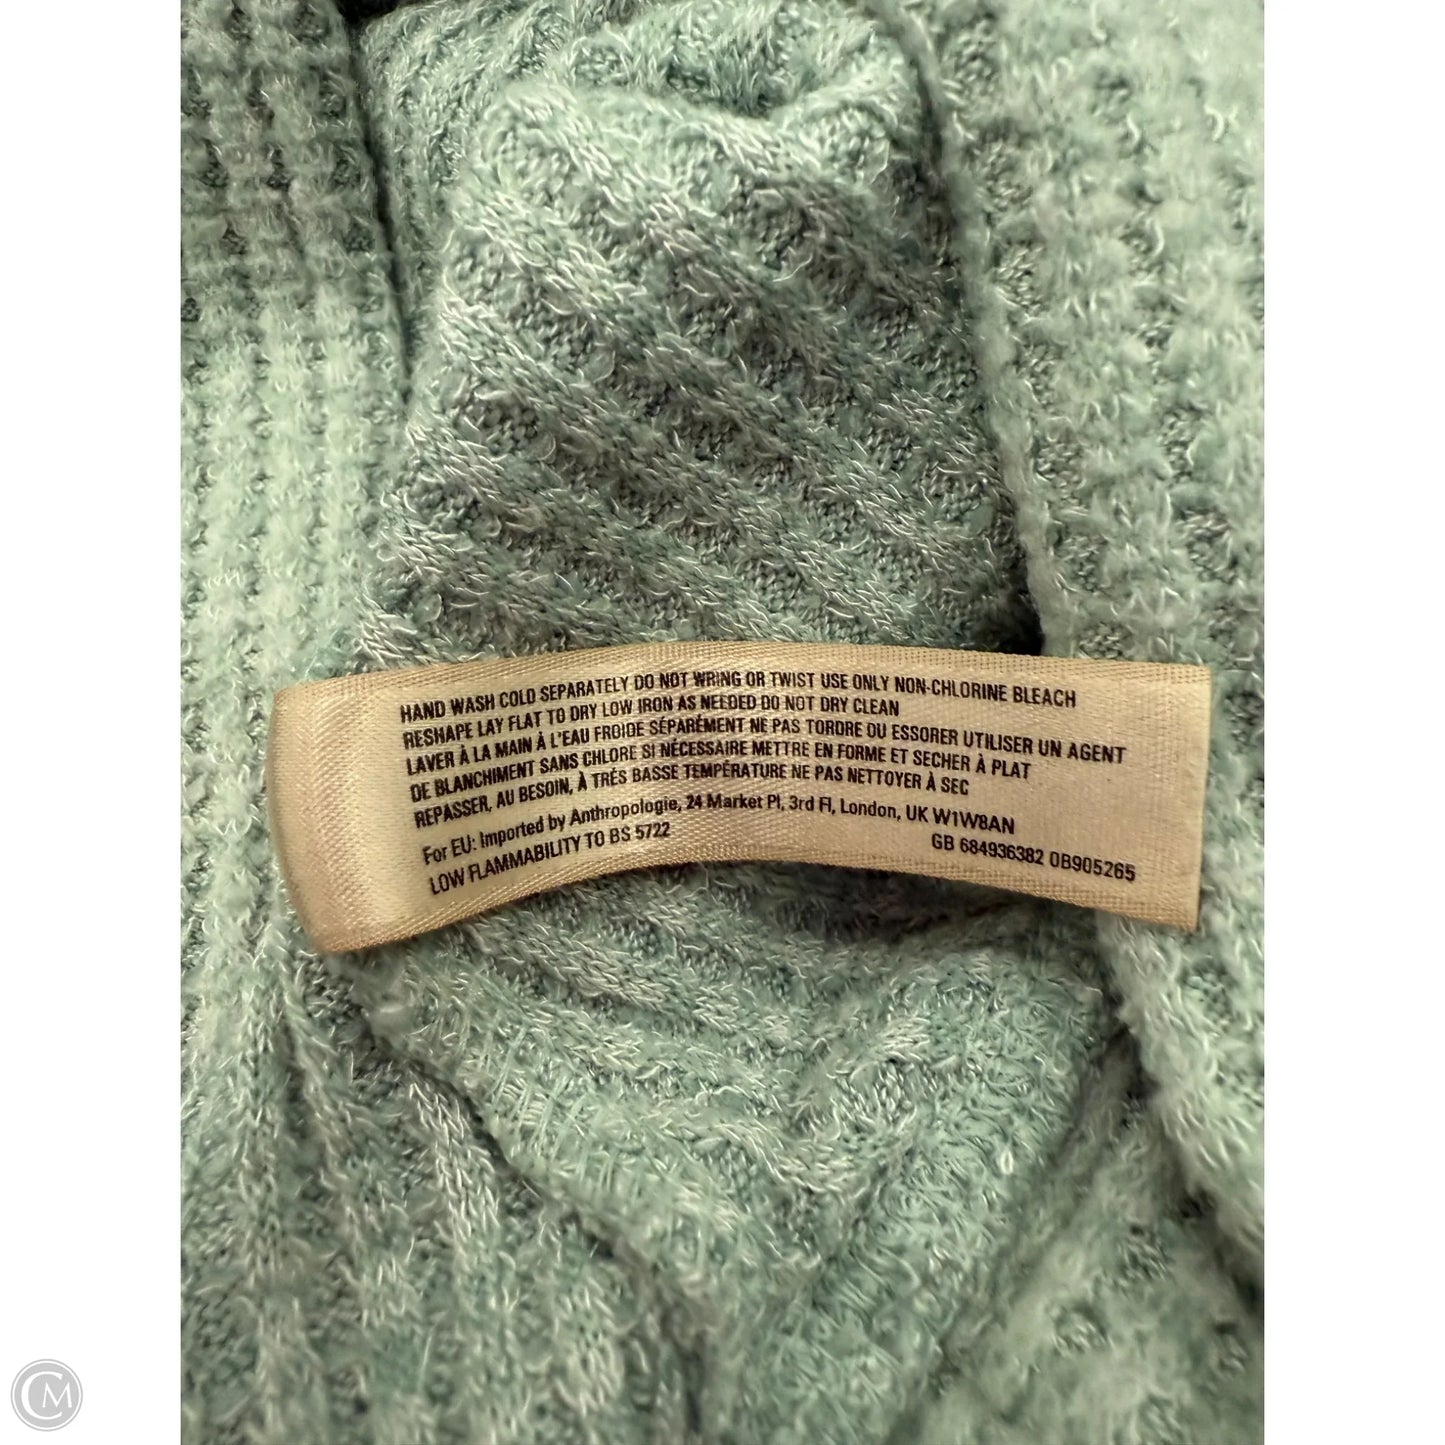 HAND WASH COLD SEPARATELY DO NOT WRING OR TWIST USE ONLY NON-CHLORINE BLEACH
RESHAPE LAY FLAT TO DRY LOW IRON AS NEEDED DO NOT DRY CLEAN
LAVER À LA MAIN À L'EAU FROIDE SÉPARÉMENT NE PAS TORDRE OU ESSORER UTILISER UN AGENT
DE BLANCHIMENT SANS CHLORE SI NÉCESSAIRE METTRE EN FORME ET SECHER À PLAT
REPASSER, AU BESOIN, À TRÉS BASSE TEMPÉRATURE NE PAS NETTOYER À SEC
For EU: Imported by Anthropologie, 24 Market Pl, 3rd Fl, London, UK W1W8AN
LOW FLAMMABILITY TO BS 5722
GB 684936382 0B905265
CM